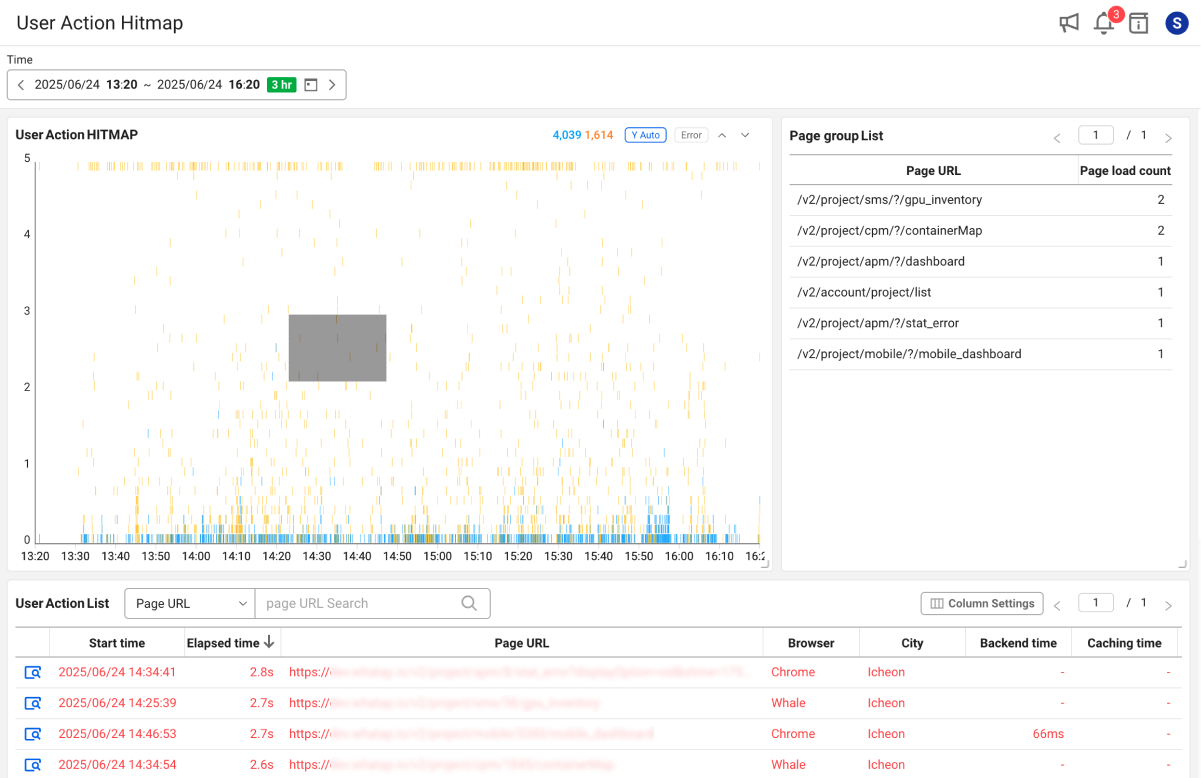 User Action Hitmap
3
S
Time
2025/06/24 13:20 ~ 2025/06/24 16:20 3 hr
User Action HITMAP
4,039 1,614 Y Auto Error
5
4
3
2
1
0
13:20 13:30 13:40 13:50 14:00 14:10 14:20 14:30 14:40 14:50 15:00 15:10 15:20 15:30 15:40 15:50 16:00 16:10 16:2
Page group List
1 / 1
Page URL Page load count
/v2/project/sms/?/gpu_inventory 2
/v2/project/cpm/?/containerMap 2
/v2/project/apm/?/dashboard 1
/v2/account/project/list 1
/v2/project/apm/?/stat_error 1
/v2/project/mobile/?/mobile_dashboard 1
User Action List Page URL page URL Search Column Settings 1 / 1
Start time Elapsed time Page URL Browser City Backend time Caching time
2025/06/24 14:34:41 2.8s https:// Chrome Icheon - -
2025/06/24 14:25:39 2.7s https:// Whale Icheon - -
2025/06/24 14:46:53 2.7s https:// Chrome Icheon 66ms -
2025/06/24 14:34:54 2.6s https:// Whale Icheon - -